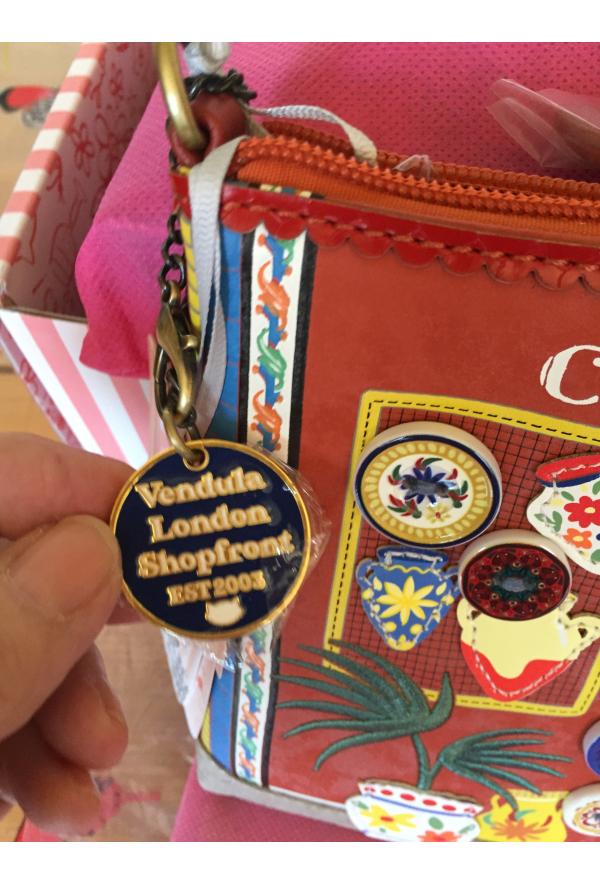 Vendula
London
Shopfront
EST 2003
C